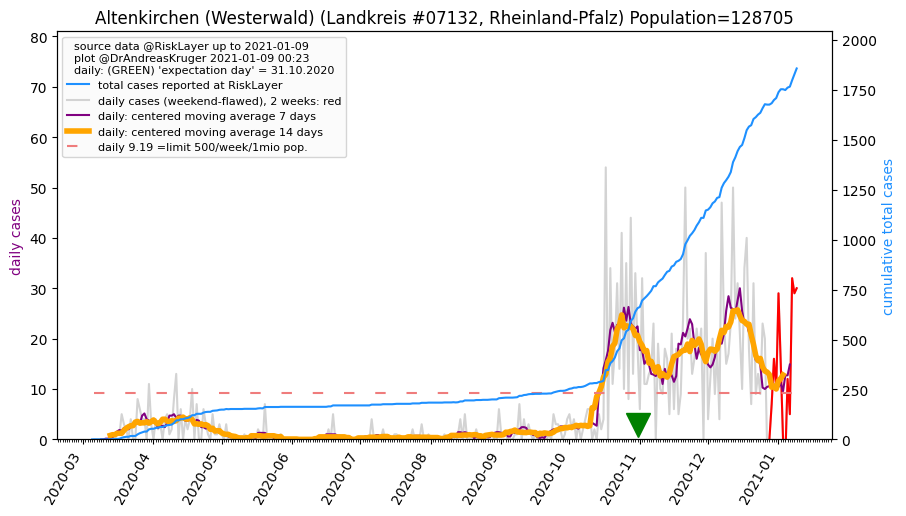 Altenkirchen (Westerwald) (Landkreis #07132, Rheinland-Pfalz) Population=128705
source data @RiskLayer up to 2021-01-09
plot @DrAndreasKruger 2021-01-09 00:23
daily: (GREEN) 'expectation day' = 31.10.2020
total cases reported at RiskLayer
daily cases (weekend-flawed), 2 weeks: red
daily: centered moving average 7 days
daily: centered moving average 14 days
daily 9.19 =limit 500/week/1mio pop.
daily cases
80
70
60
50
40
30
20
10
0
cumulative total cases
2000
1750
1500
1250
1000
750
500
250
0
2020-03
2020-04
2020-05
2020-06
2020-07
2020-08
2020-09
2020-10
2020-11
2020-12
2021-01